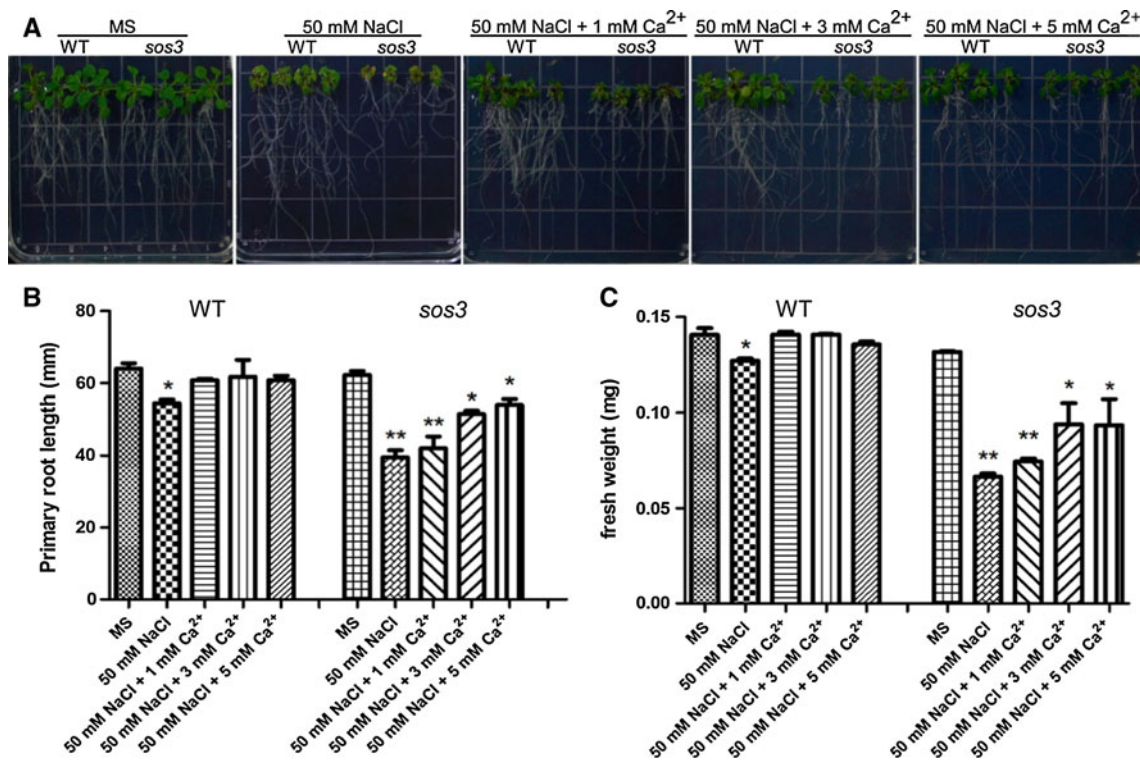 A
MS
50 mM NaCl
50 mM NaCl + 1 mM Ca2+
50 mM NaCl + 3 mM Ca2+
50 mM NaCl + 5 mM Ca2+
WT sos3
WT sos3
WT sos3
WT sos3
WT sos3
B
WT
sos3
Primary root length (mm)
80
60
40
20
0
*
**
**
*
*
MS
50 mM NaCl
50 mM NaCl + 1 mM Ca2+
50 mM NaCl + 3 mM Ca2+
50 mM NaCl + 5 mM Ca2+
MS
50 mM NaCl
50 mM NaCl + 1 mM Ca2+
50 mM NaCl + 3 mM Ca2+
50 mM NaCl + 5 mM Ca2+
C
WT
sos3
fresh weight (mg)
0.15
0.10
0.05
0.00
*
**
**
*
*
MS
50 mM NaCl
50 mM NaCl + 1 mM Ca2+
50 mM NaCl + 3 mM Ca2+
50 mM NaCl + 5 mM Ca2+
MS
50 mM NaCl
50 mM NaCl + 1 mM Ca2+
50 mM NaCl + 3 mM Ca2+
50 mM NaCl + 5 mM Ca2+